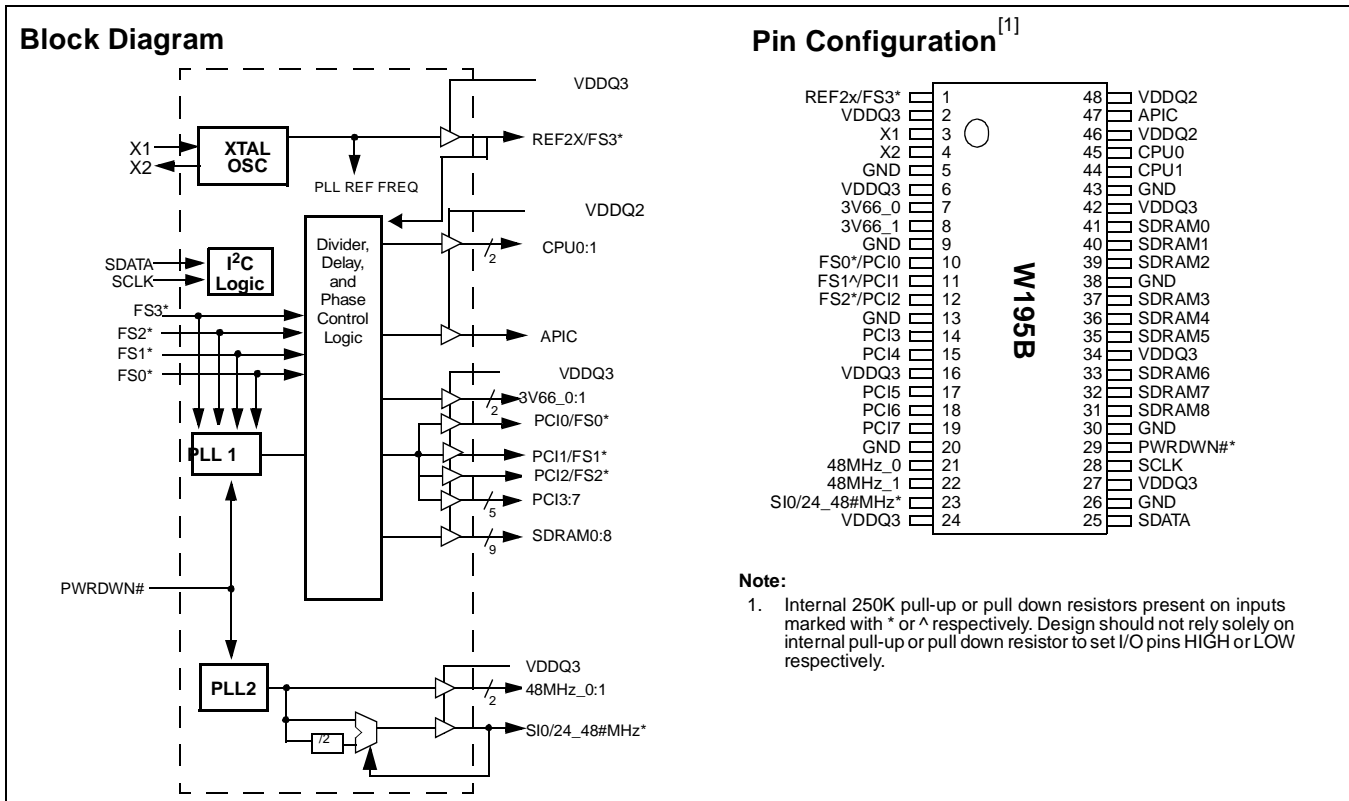 Block Diagram
VDDQ3
X1
X2
XTAL
OSC
REF2X/FS3*
PLL REF FREQ
VDDQ2
SDATA
SCLK
I2C
Logic
Divider,
Delay,
and
Phase
Control
Logic
2
CPU0:1
FS3*
FS2*
FS1*
FS0*
APIC
VDDQ3
2
3V66_0:1
PCI0/FS0*
PLL 1
PCI1/FS1*
PCI2/FS2*
5
PCI3:7
9
SDRAM0:8
PWRDWN#
VDDQ3
PLL2
2
48MHz_0:1
/2
SI0/24_48#MHz*
Pin Configuration[1]
REF2x/FS3* 1 48 VDDQ2
VDDQ3 2 47 APIC
X1 3 46 VDDQ2
X2 4 45 CPU0
GND 5 44 CPU1
VDDQ3 6 43 GND
3V66_0 7 42 VDDQ3
3V66_1 8 41 SDRAM0
GND 9 40 SDRAM1
FS0*/PCI0 10 39 SDRAM2
FS1^/PCI1 11 38 GND
FS2*/PCI2 12 37 SDRAM3
GND 13 36 SDRAM4
PCI3 14 35 SDRAM5
PCI4 15 34 VDDQ3
VDDQ3 16 33 SDRAM6
PCI5 17 32 SDRAM7
PCI6 18 31 SDRAM8
PCI7 19 30 GND
GND 20 29 PWRDWN#*
48MHz_0 21 28 SCLK
48MHz_1 22 27 VDDQ3
SI0/24_48#MHz* 23 26 GND
VDDQ3 24 25 SDATA
W195B
Note:
1. Internal 250K pull-up or pull down resistors present on inputs
marked with * or ^ respectively. Design should not rely solely on
internal pull-up or pull down resistor to set I/O pins HIGH or LOW
respectively.